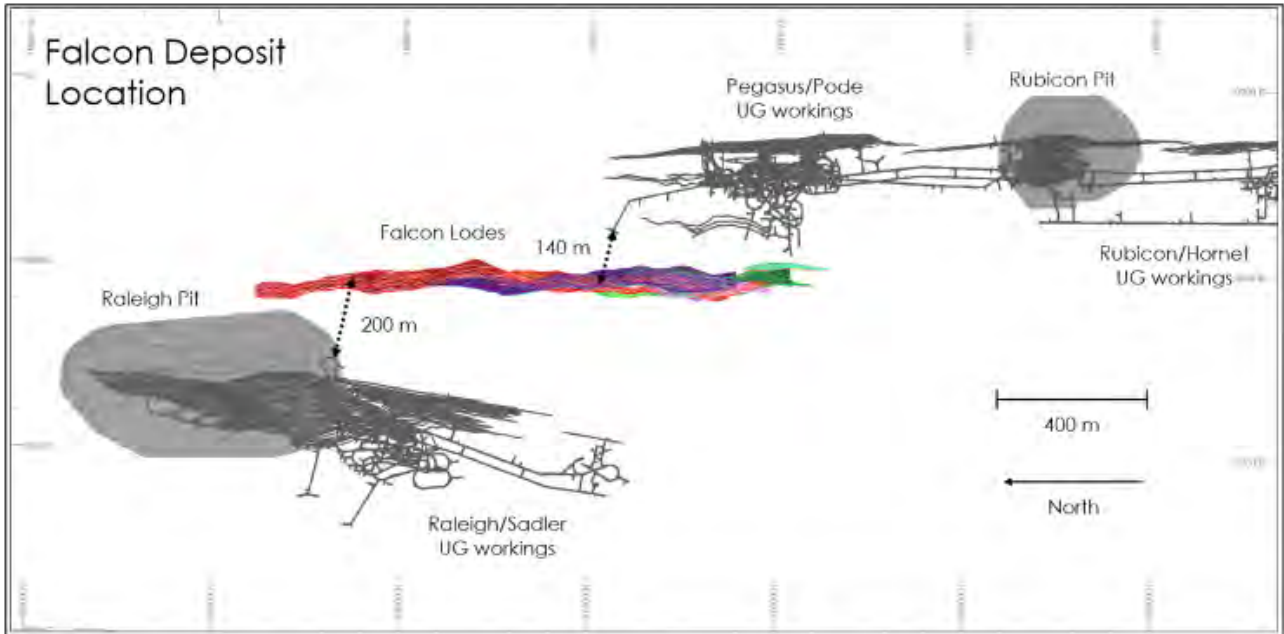 Falcon Deposit
Location
Pegasus/Pode
UG workings
Rubicon Pit
Falcon Lodes
140 m
Rubicon/Hornet
UG workings
Raleigh Pit
200 m
400 m
North
Raleigh/Sadler
UG workings